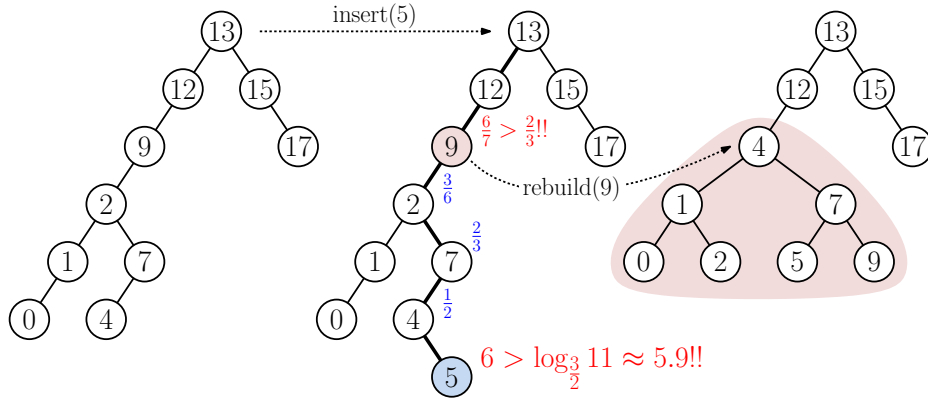 insert(5)
13 13 13
12 15 12 15 12 15
9 17 9 6/7 > 2/3!! 17 4 17
rebuild(9)
2 2 3/6 1 7
1 7 1 7 2/3 0 2 5 9
0 4 0 4 1/2
5 6 > log_{3/2} 11 ≈ 5.9!!